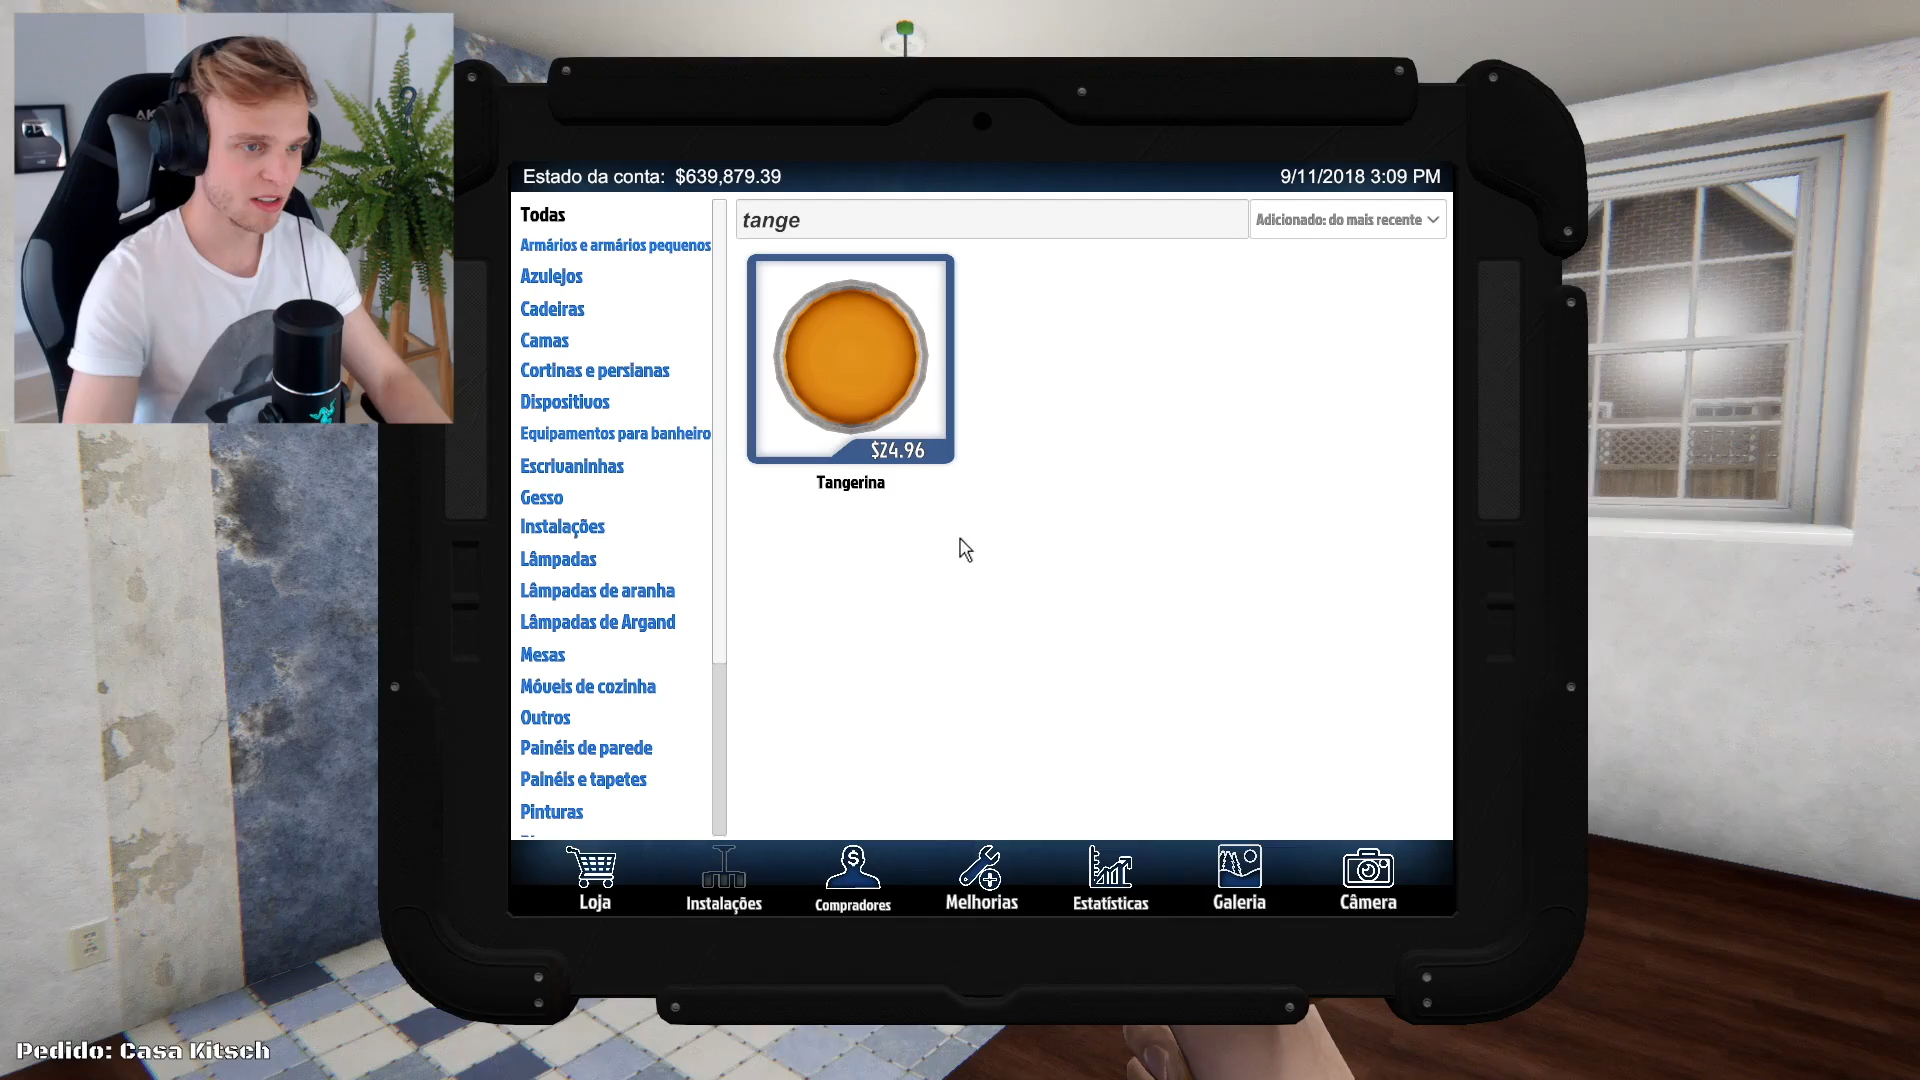 Estado da conta: $639,879.39
9/11/2018 3:09 PM
Todas
Armários e armários pequenos
Azulejos
Cadeiras
Camas
Cortinas e persianas
Dispositivos
Equipamentos para banheiro
Escrivaninhas
Gesso
Instalações
Lâmpadas
Lâmpadas de aranha
Lâmpadas de Argand
Mesas
Móveis de cozinha
Outros
Painéis de parede
Painéis e tapetes
Pinturas
tange
Adicionado: do mais recente
$24.96
Tangerina
Loja
Instalações
Compradores
Melhorias
Estatísticas
Galeria
Câmera
Pedido: Casa Kitsch